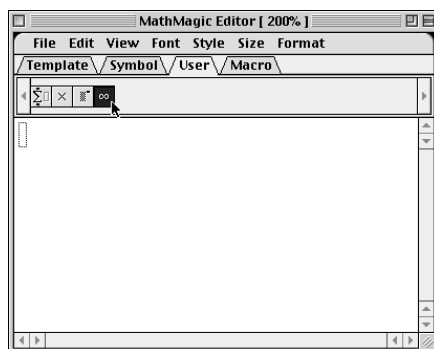 MathMagic Editor [ 200% ]
File Edit View Font Style Size Format
Template Symbol User Macro
Σ × ∞